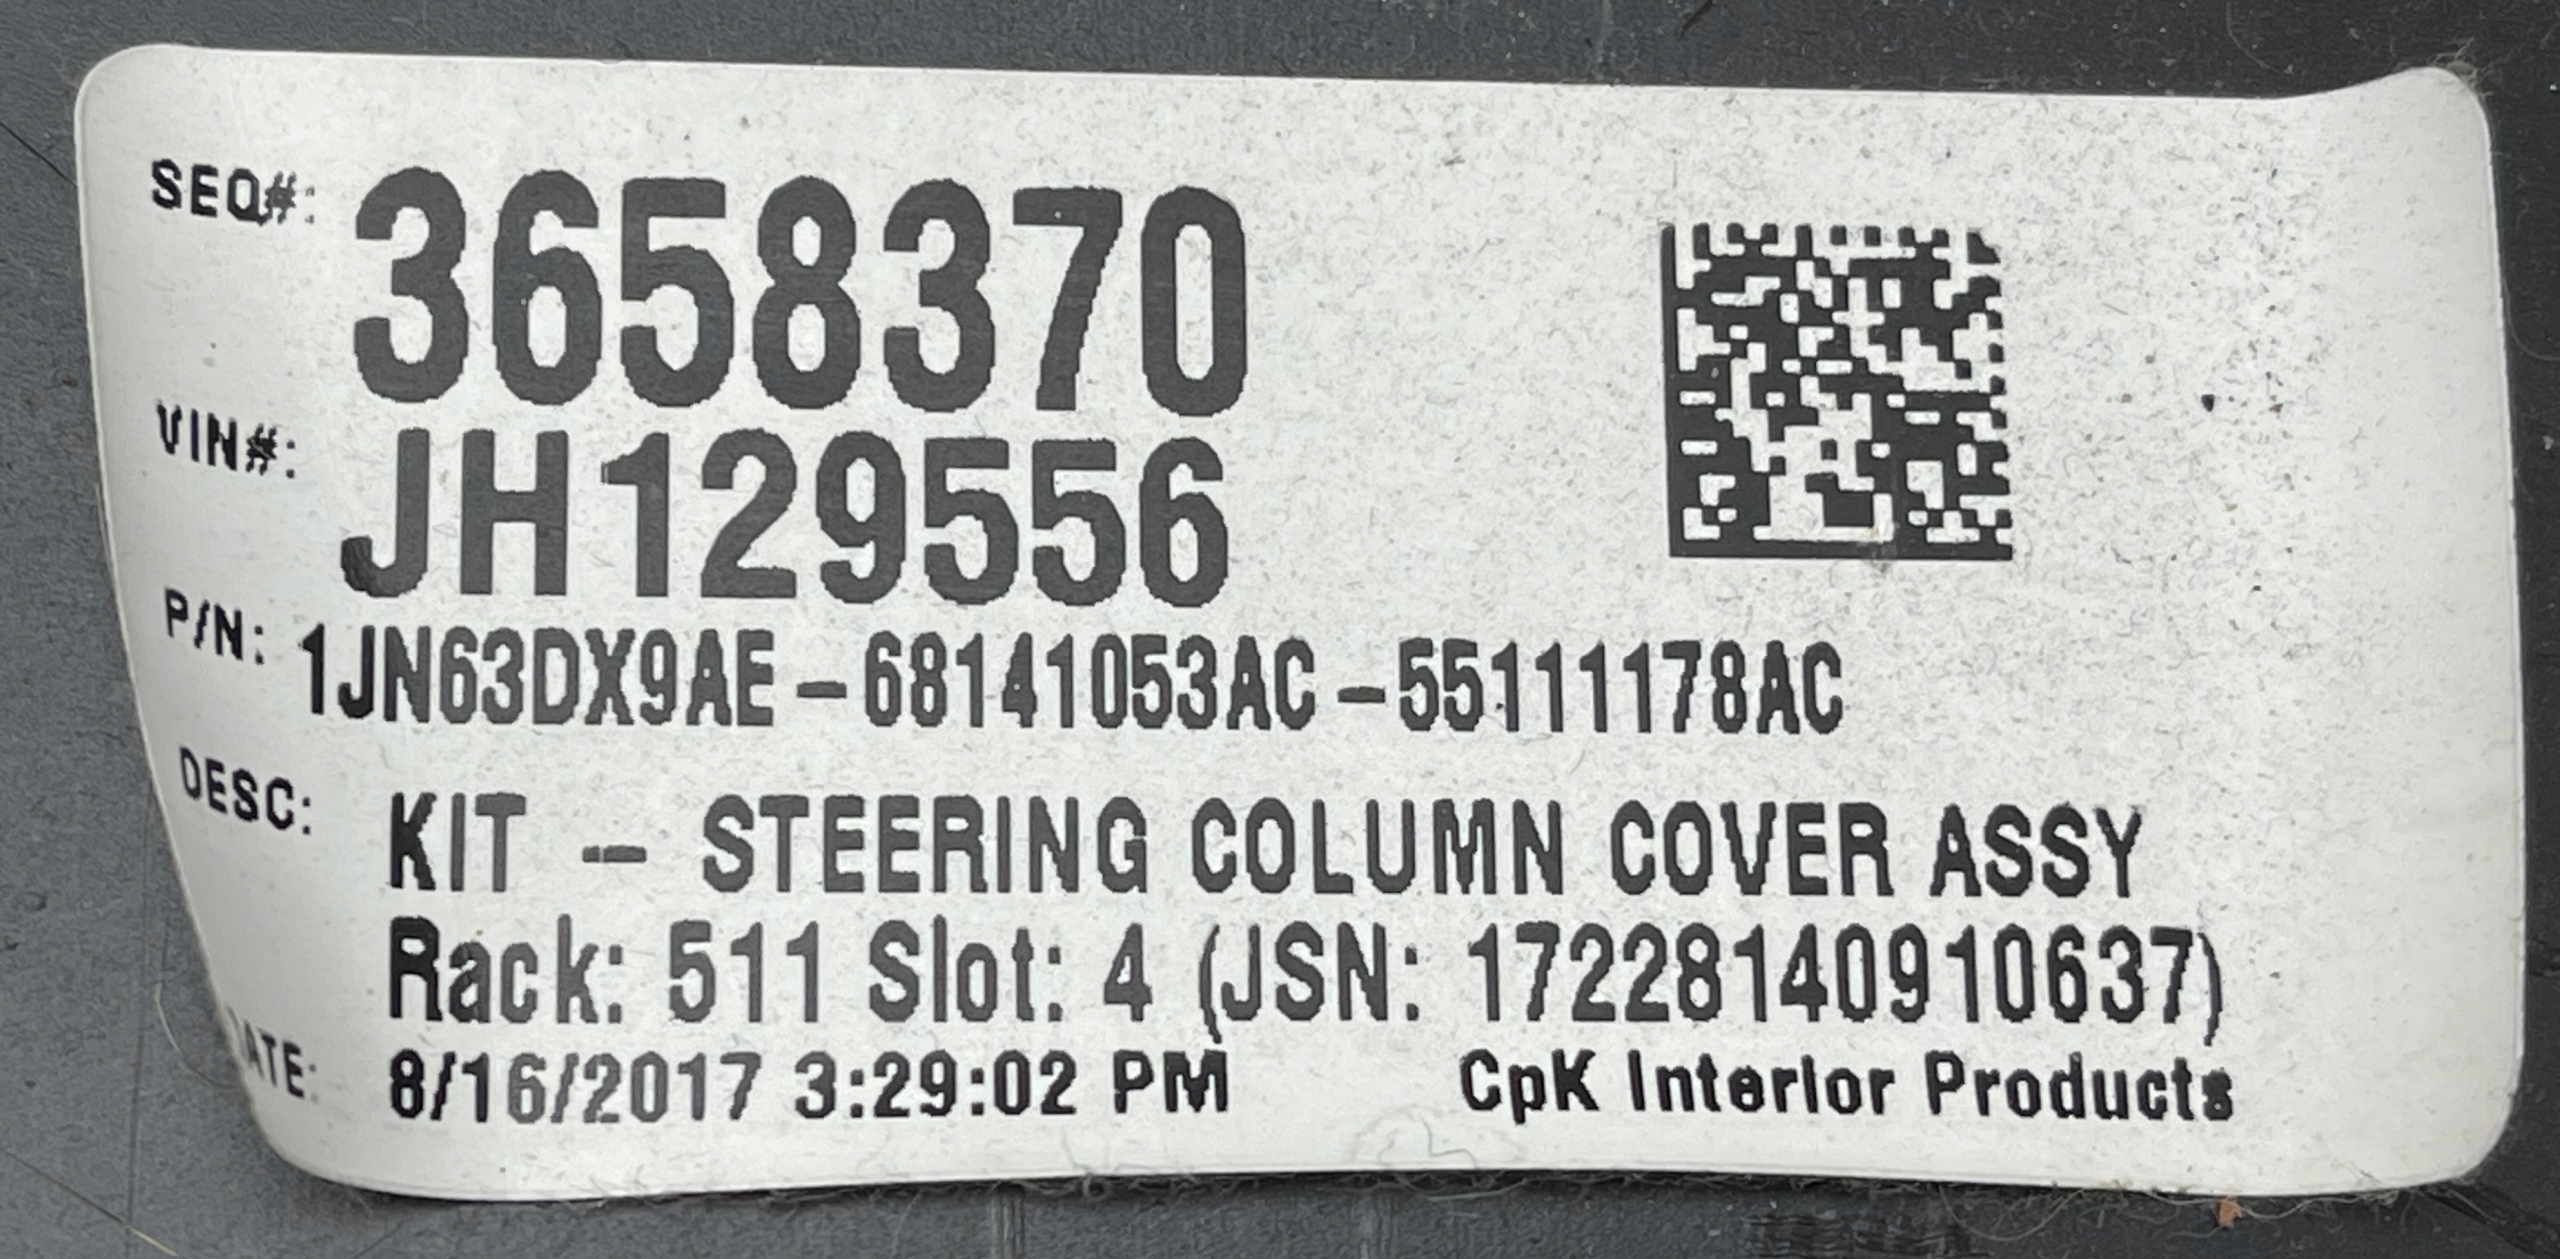 SEQ#: 3658370
VIN#: JH129556
P/N: 1JN63DX9AE-68141053AC-55111178AC
DESC: KIT - STEERING COLUMN COVER ASSY
Rack: 511 Slot: 4 (JSN: 17228140910637)
DATE: 8/16/2017 3:29:02 PM CpK Interior Products